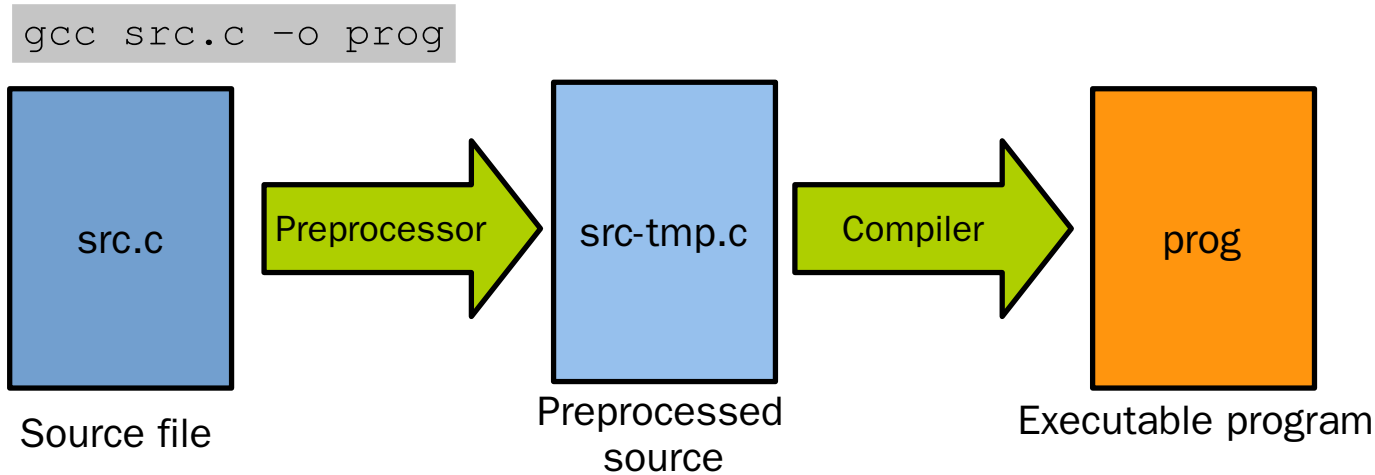 gcc src.c –o prog
src.c
Preprocessor
src-tmp.c
Compiler
prog
Source file
Preprocessed
source
Executable program